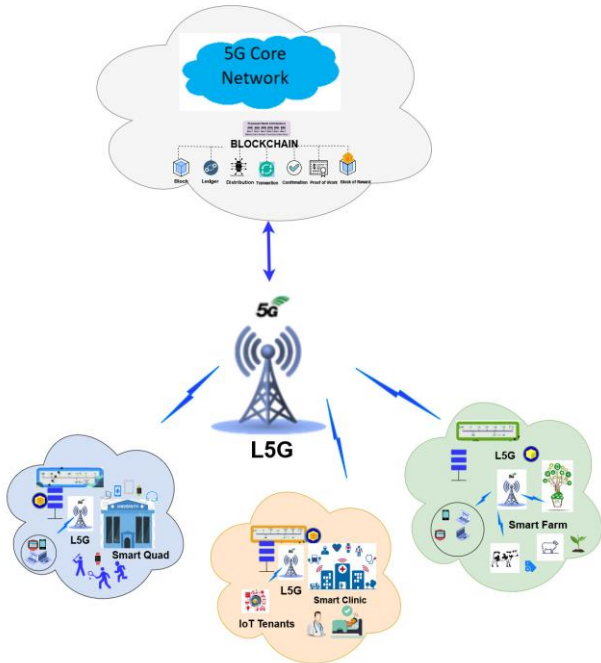 5G Core
Network
BLOCKCHAIN
Block
Ledger
Distribution
Transaction
Confirmation
Proof of Work
Block of Reward
5G
L5G
L5G
UNIVERSITY
Smart Quad
L5G
Smart Clinic
IoT Tenants
L5G
Smart Farm